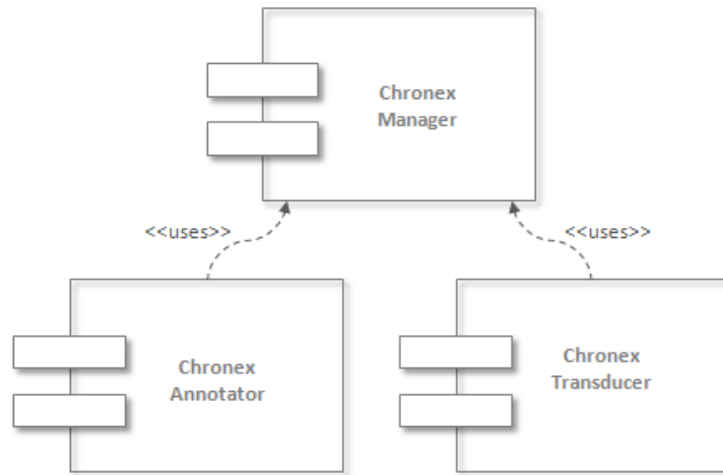 Chronex
Manager
<<uses>>
<<uses>>
Chronex
Annotator
Chronex
Transducer